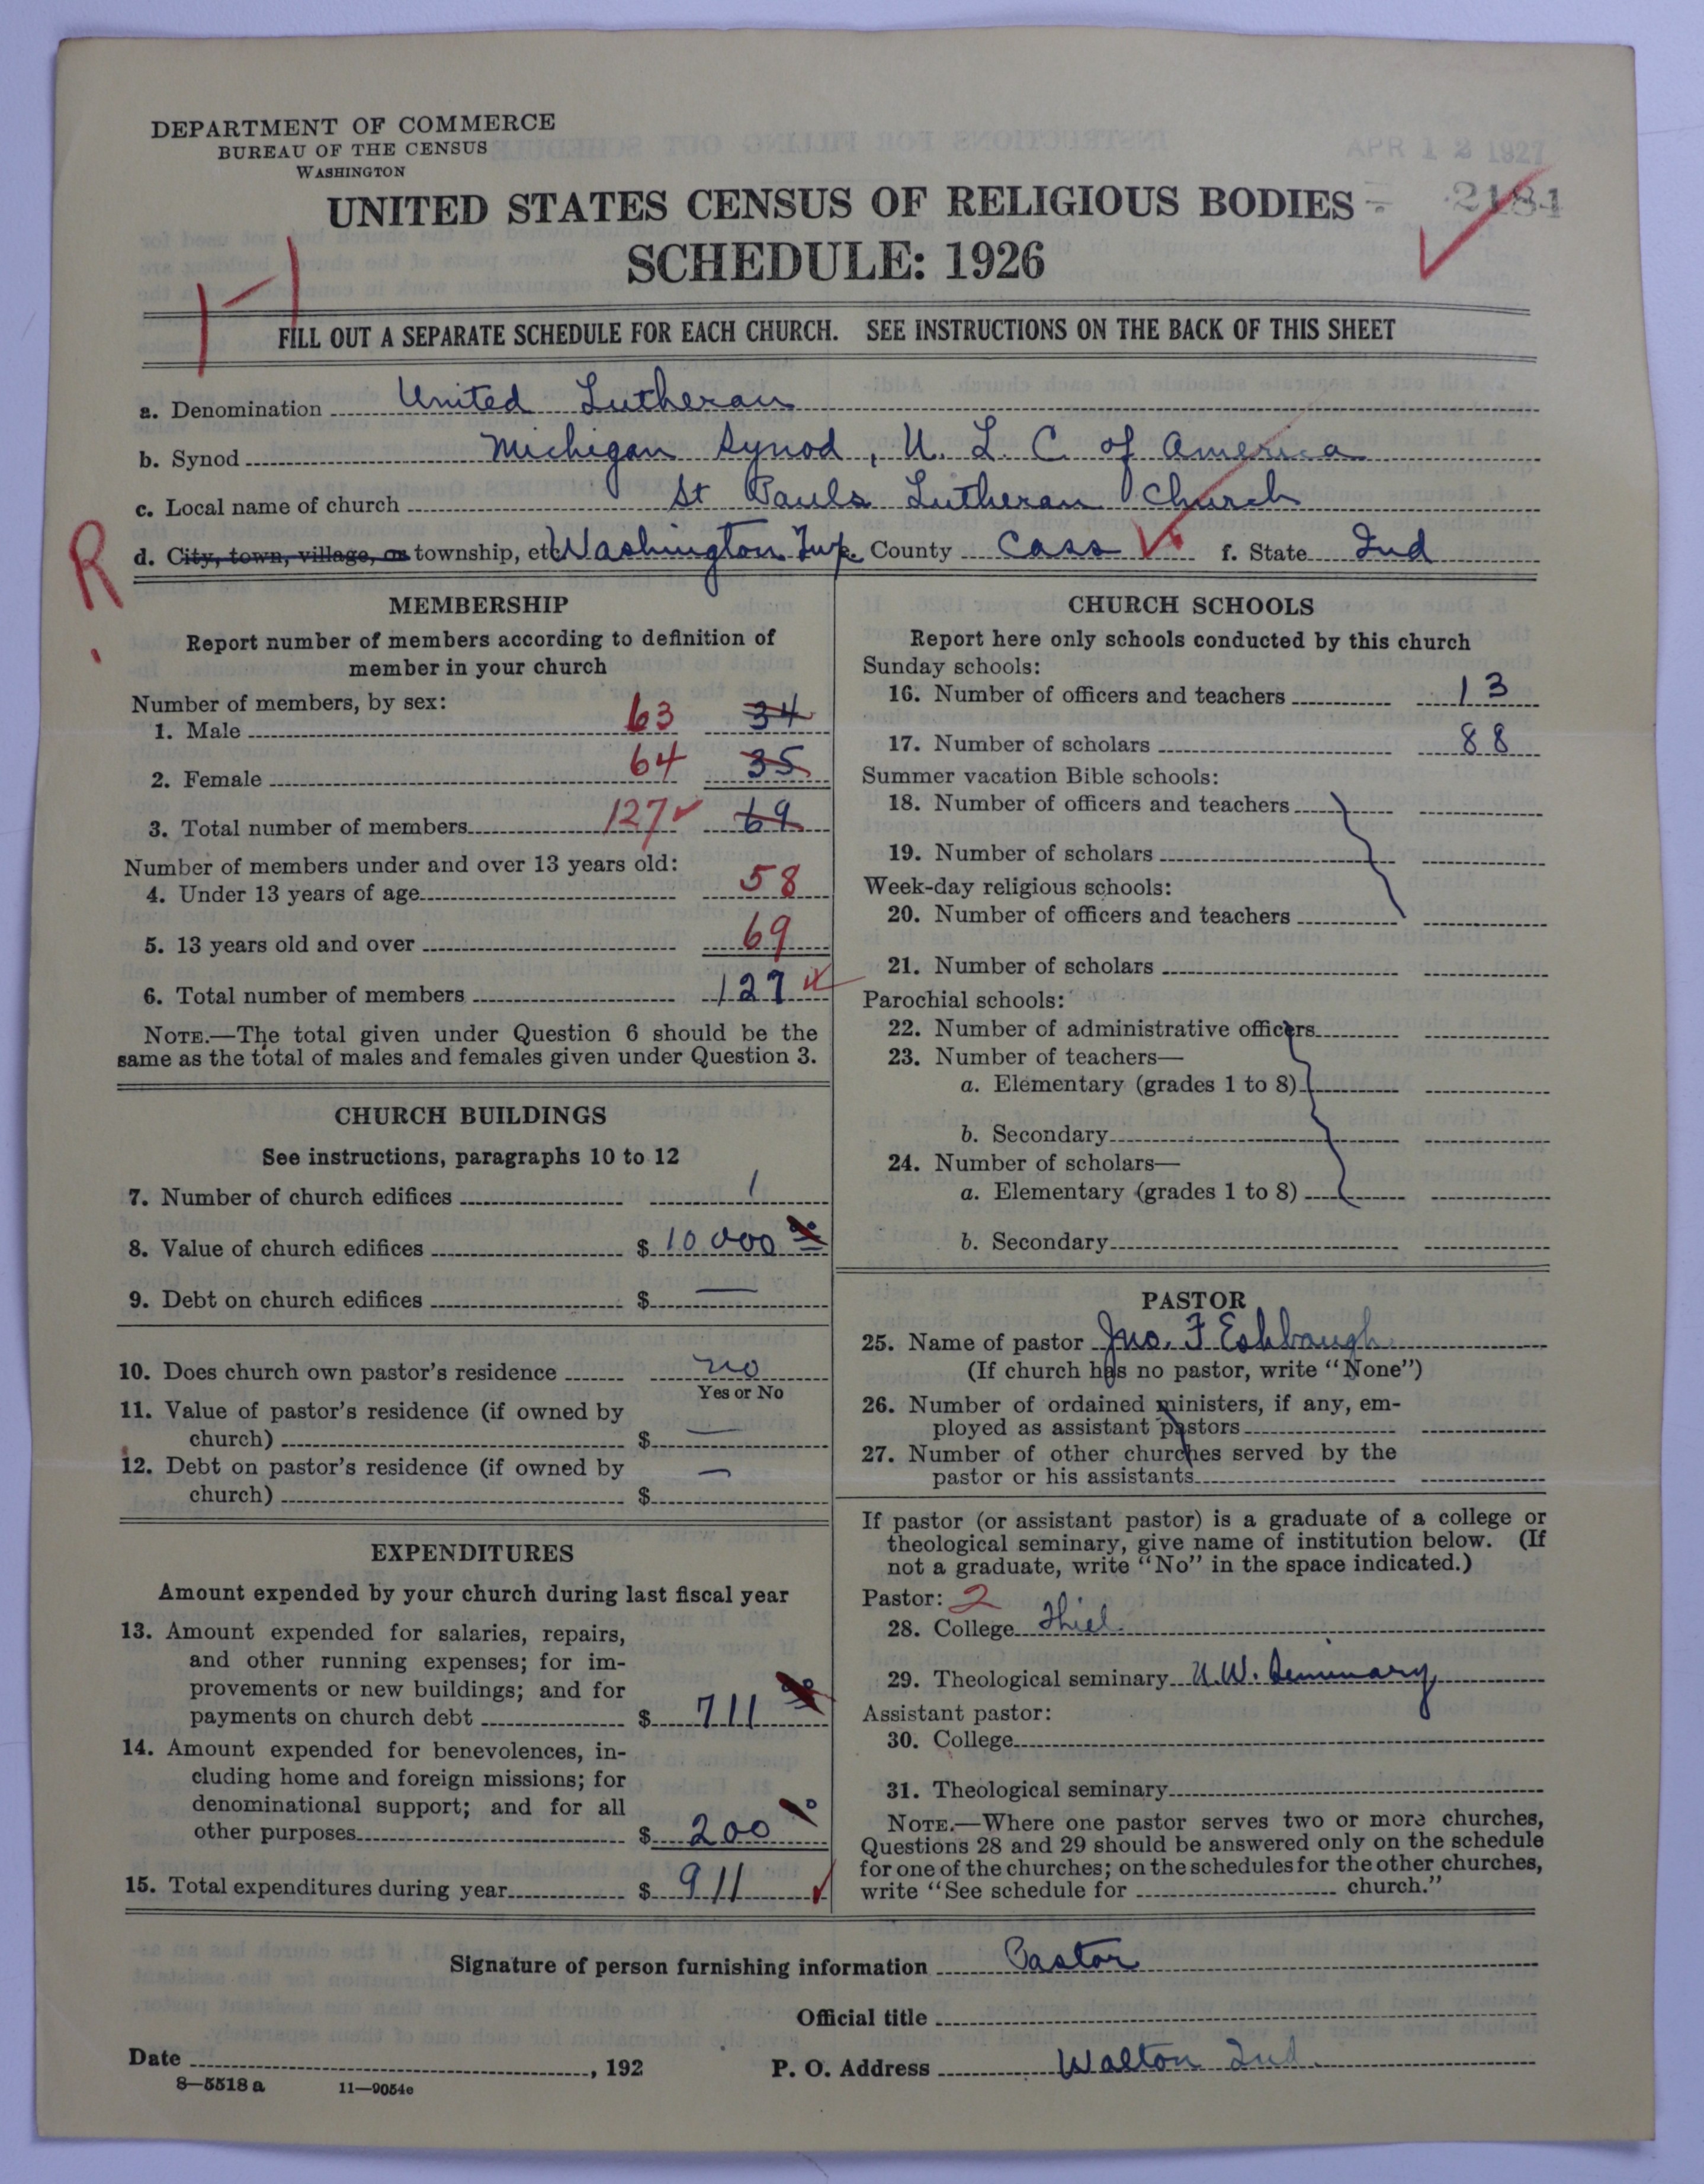 DEPARTMENT OF COMMERCE
BUREAU OF THE CENSUS
WASHINGTON
APR 12 1927
UNITED STATES CENSUS OF RELIGIOUS BODIES
2181
SCHEDULE: 1926
H
FILL OUT A SEPARATE SCHEDULE FOR EACH CHURCH. SEE INSTRUCTIONS ON THE BACK OF THIS SHEET
a. Denomination United Lutheran
b. Synod Michigan Synod, U. L. C. of America
c. Local name of church St Pauls Lutheran Church
R.
d. City, town, village, or township, etc. Washington Twp. County Cass f. State Ind
MEMBERSHIP
Report number of members according to definition of
member in your church
Number of members, by sex:
1. Male 63 34
2. Female 64 35
3. Total number of members 127 69
Number of members under and over 13 years old:
4. Under 13 years of age 58
5. 13 years old and over 69
6. Total number of members 127
NOTE.—The total given under Question 6 should be the
same as the total of males and females given under Question 3.
CHURCH BUILDINGS
See instructions, paragraphs 10 to 12
7. Number of church edifices 1
8. Value of church edifices $ 10 000 00
9. Debt on church edifices $ —
10. Does church own pastor's residence no
Yes or No
11. Value of pastor's residence (if owned by
church) $ —
12. Debt on pastor's residence (if owned by
church) $ —
EXPENDITURES
Amount expended by your church during last fiscal year
13. Amount expended for salaries, repairs,
and other running expenses; for im-
provements or new buildings; and for
payments on church debt $ 711 00
14. Amount expended for benevolences, in-
cluding home and foreign missions; for
denominational support; and for all
other purposes $ 200
15. Total expenditures during year $ 911
CHURCH SCHOOLS
Report here only schools conducted by this church
Sunday schools:
16. Number of officers and teachers 13
17. Number of scholars 88
Summer vacation Bible schools:
18. Number of officers and teachers
19. Number of scholars
Week-day religious schools:
20. Number of officers and teachers
21. Number of scholars
Parochial schools:
22. Number of administrative officers
23. Number of teachers—
a. Elementary (grades 1 to 8)
b. Secondary
24. Number of scholars—
a. Elementary (grades 1 to 8)
b. Secondary
PASTOR
25. Name of pastor Jno. F Eshbaugh
(If church has no pastor, write "None")
26. Number of ordained ministers, if any, em-
ployed as assistant pastors
27. Number of other churches served by the
pastor or his assistants
If pastor (or assistant pastor) is a graduate of a college or
theological seminary, give name of institution below. (If
not a graduate, write "No" in the space indicated.)
Pastor: 2
28. College Thiel
29. Theological seminary N.W. Seminary
Assistant pastor:
30. College
31. Theological seminary
NOTE.—Where one pastor serves two or more churches,
Questions 28 and 29 should be answered only on the schedule
for one of the churches; on the schedules for the other churches,
write "See schedule for church."
Signature of person furnishing information Pastor
Official title
Date , 192
P. O. Address Walton Ind.
8—5518 a 11—9054c